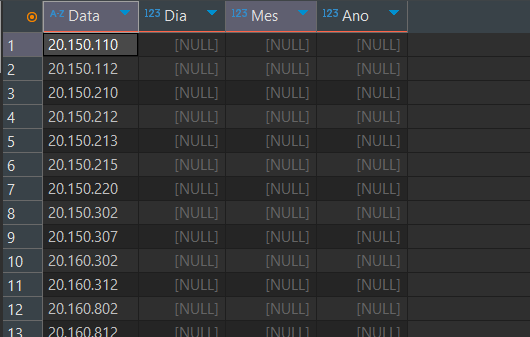 A-Z Data 123 Dia 123 Mes 123 Ano
1 20.150.110 [NULL] [NULL] [NULL]
2 20.150.112 [NULL] [NULL] [NULL]
3 20.150.210 [NULL] [NULL] [NULL]
4 20.150.212 [NULL] [NULL] [NULL]
5 20.150.213 [NULL] [NULL] [NULL]
6 20.150.215 [NULL] [NULL] [NULL]
7 20.150.220 [NULL] [NULL] [NULL]
8 20.150.302 [NULL] [NULL] [NULL]
9 20.150.307 [NULL] [NULL] [NULL]
10 20.160.302 [NULL] [NULL] [NULL]
11 20.160.312 [NULL] [NULL] [NULL]
12 20.160.802 [NULL] [NULL] [NULL]
13 20.160.812 [NULL] [NULL] [NULL]